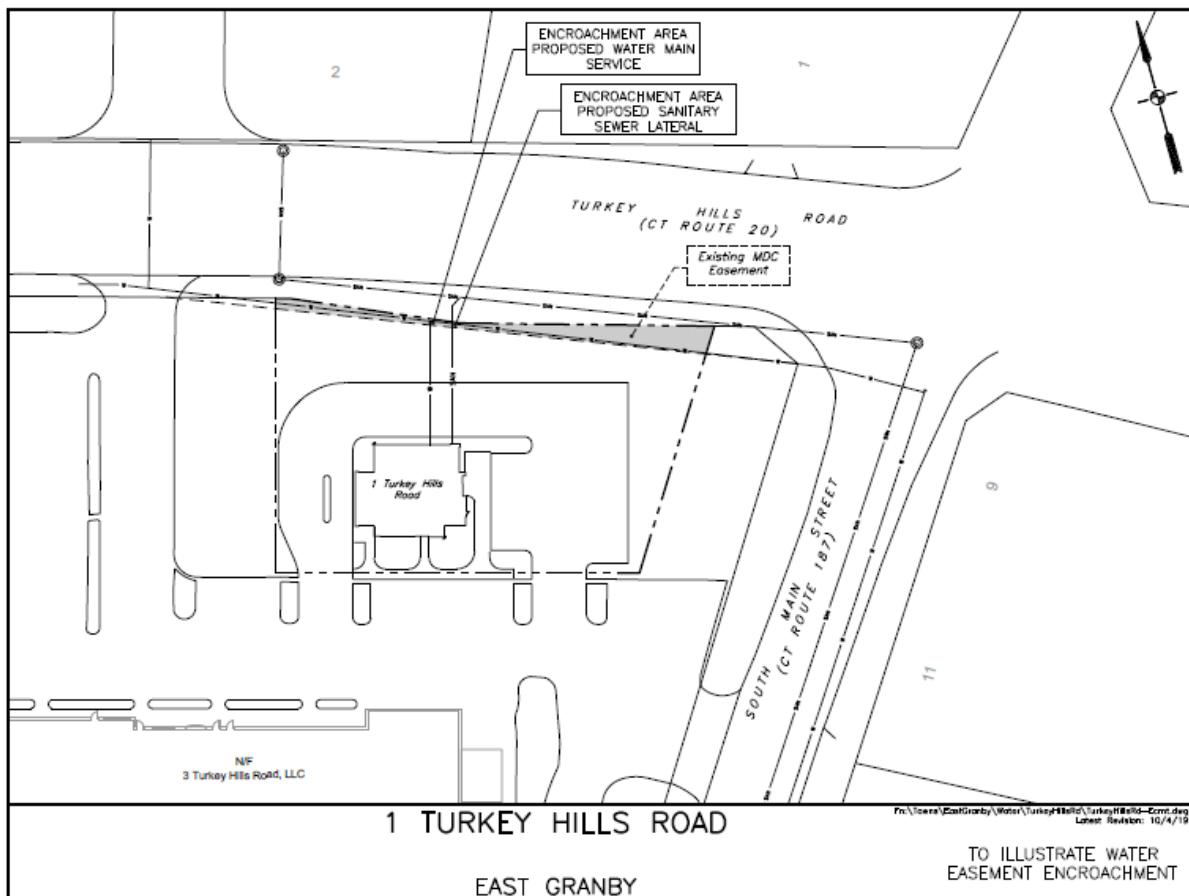 ENCROACHMENT AREA
PROPOSED WATER MAIN
SERVICE
ENCROACHMENT AREA
PROPOSED SANITARY
SEWER LATERAL
2
1
TURKEY HILLS ROAD
(CT ROUTE 20)
Existing MDC
Easement
SAN
1 Turkey Hills
Road
SOUTH MAIN STREET
(CT ROUTE 187)
9
11
N/F
3 Turkey Hills Road, LLC
1 TURKEY HILLS ROAD
EAST GRANBY
Latest Revision: 10/4/19
TO ILLUSTRATE WATER
EASEMENT ENCROACHMENT